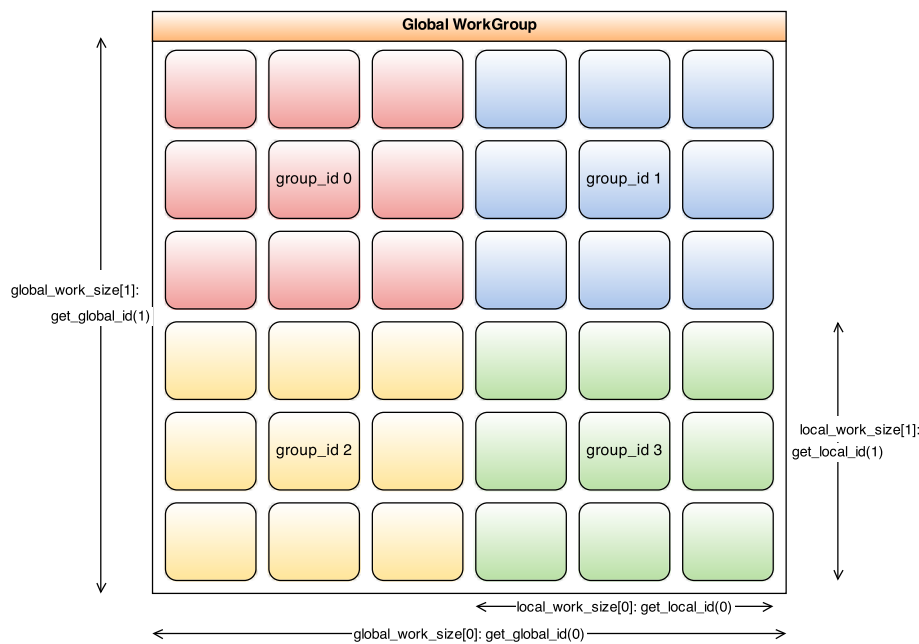 Global WorkGroup
group_id 0
group_id 1
global_work_size[1]:
get_global_id(1)
local_work_size[1]:
get_local_id(1)
group_id 2
group_id 3
local_work_size[0]: get_local_id(0)
global_work_size[0]: get_global_id(0)